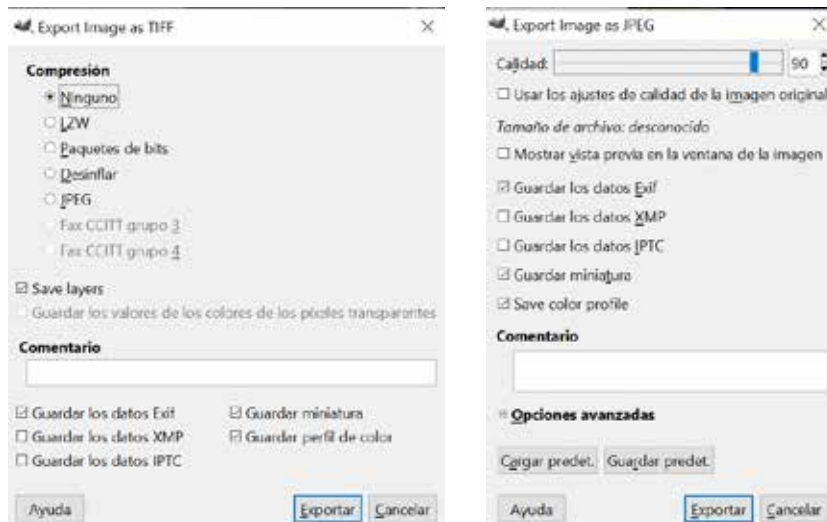 Export Image as TIFF
Compresión
Ninguno
LZW
Paquetes de bits
Desinflar
JPEG
Fax CCITT grupo 3
Fax CCITT grupo 4
Save layers
Guardar los valores de los colores de los píxeles transparentes
Comentario
Guardar los datos Exif Guardar miniatura
Guardar los datos XMP Guardar perfil de color
Guardar los datos IPTC
Ayuda Exportar Cancelar
Export Image as JPEG
Calidad: 90
Usar los ajustes de calidad de la imagen original
Tamaño de archivo: desconocido
Mostrar vista previa en la ventana de la imagen
Guardar los datos Exif
Guardar los datos XMP
Guardar los datos IPTC
Guardar miniatura
Save color profile
Comentario
Opciones avanzadas
Cargar predet. Guardar predet.
Ayuda Exportar Cancelar